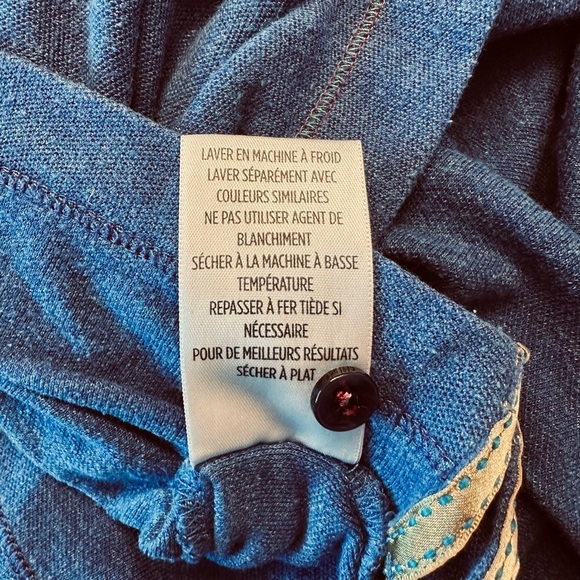 LAVER EN MACHINE À FROID
LAVER SÉPARÉMENT AVEC
COULEURS SIMILAIRES
NE PAS UTILISER AGENT DE
BLANCHIMENT
SÉCHER À LA MACHINE À BASSE
TEMPÉRATURE
REPASSER À FER TIÈDE SI
NÉCESSAIRE
POUR DE MEILLEURS RÉSULTATS
SÉCHER À PLAT